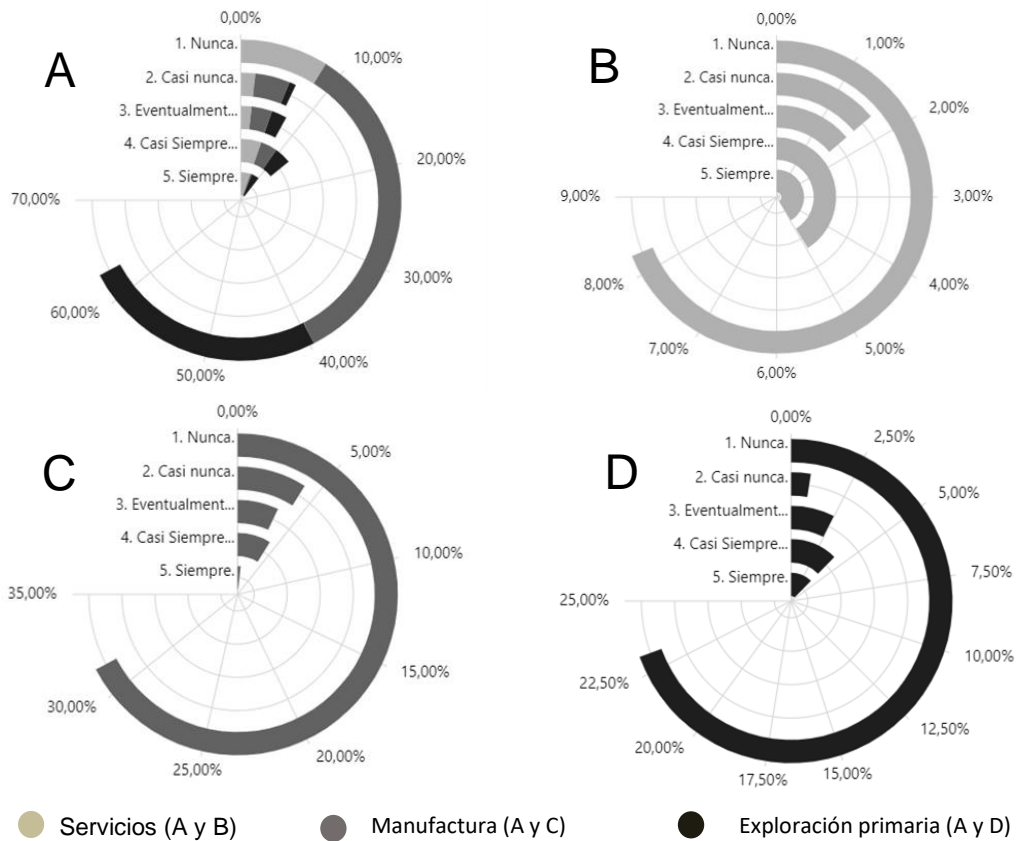 A
0,00%
1. Nunca.
2. Casi nunca.
3. Eventualment...
4. Casi Siempre...
5. Siempre.
10,00%
20,00%
30,00%
40,00%
50,00%
60,00%
70,00%
B
0,00%
1. Nunca.
2. Casi nunca.
3. Eventualment...
4. Casi Siempre...
5. Siempre.
1,00%
2,00%
3,00%
4,00%
5,00%
6,00%
7,00%
8,00%
9,00%
C
0,00%
1. Nunca.
2. Casi nunca.
3. Eventualment...
4. Casi Siempre...
5. Siempre.
5,00%
10,00%
15,00%
20,00%
25,00%
30,00%
35,00%
D
0,00%
1. Nunca.
2. Casi nunca.
3. Eventualment...
4. Casi Siempre...
5. Siempre.
2,50%
5,00%
7,50%
10,00%
12,50%
15,00%
17,50%
20,00%
22,50%
25,00%
Servicios (A y B)
Manufactura (A y C)
Exploración primaria (A y D)